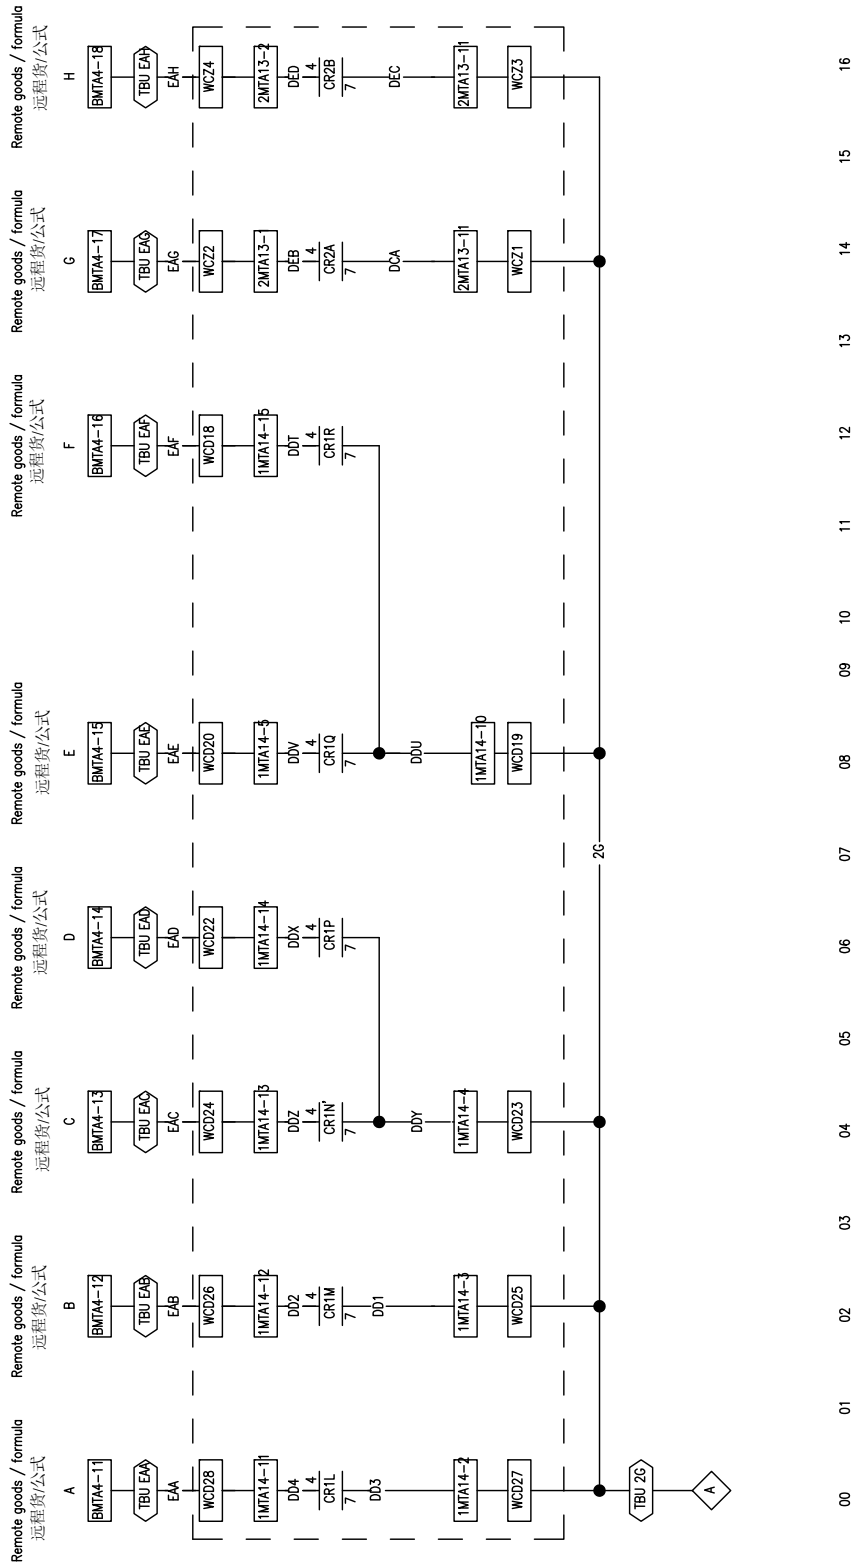 Remote goods / formula
远程货/公式
A
BMTA4-11
TBU EAA
EAA
WCD28
1MTA14-11
DD4
4
CR1L
7
DD3
1MTA14-2
WCD27
TBU 2G
A
Remote goods / formula
远程货/公式
B
BMTA4-12
TBU EAB
EAB
WCD26
1MTA14-12
DD2
4
CR1M
7
DD1
1MTA14-3
WCD25
Remote goods / formula
远程货/公式
C
BMTA4-13
TBU EAC
EAC
WCD24
1MTA14-13
DDZ
4
CR1N'
7
DDY
1MTA14-4
WCD23
Remote goods / formula
远程货/公式
D
BMTA4-14
TBU EAD
EAD
WCD22
1MTA14-14
DDX
4
CR1P
7
2G
Remote goods / formula
远程货/公式
E
BMTA4-15
TBU EAE
EAE
WCD20
1MTA14-5
DDV
4
CR1Q
7
DDU
1MTA14-10
WCD19
Remote goods / formula
远程货/公式
F
BMTA4-16
TBU EAF
EAF
WCD18
1MTA14-15
DDT
4
CR1R
7
Remote goods / formula
远程货/公式
G
BMTA4-17
TBU EAG
EAG
WCZ2
2MTA13-1
DEB
4
CR2A
7
DCA
2MTA13-11
WCZ1
Remote goods / formula
远程货/公式
H
BMTA4-18
TBU EAH
EAH
WCZ4
2MTA13-2
DED
4
CR2B
7
DEC
2MTA13-11
WCZ3
00 01 02 03 04 05 06 07 08 09 10 11 12 13 14 15 16